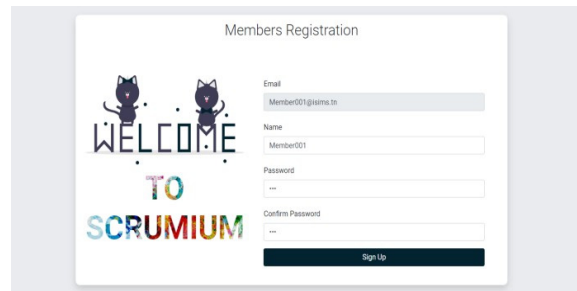 Members Registration
WELCOME
TO
SCRUMIUM
Email
Member001@isims.tn
Name
Member001
Password
•••
Confirm Password
•••
Sign Up